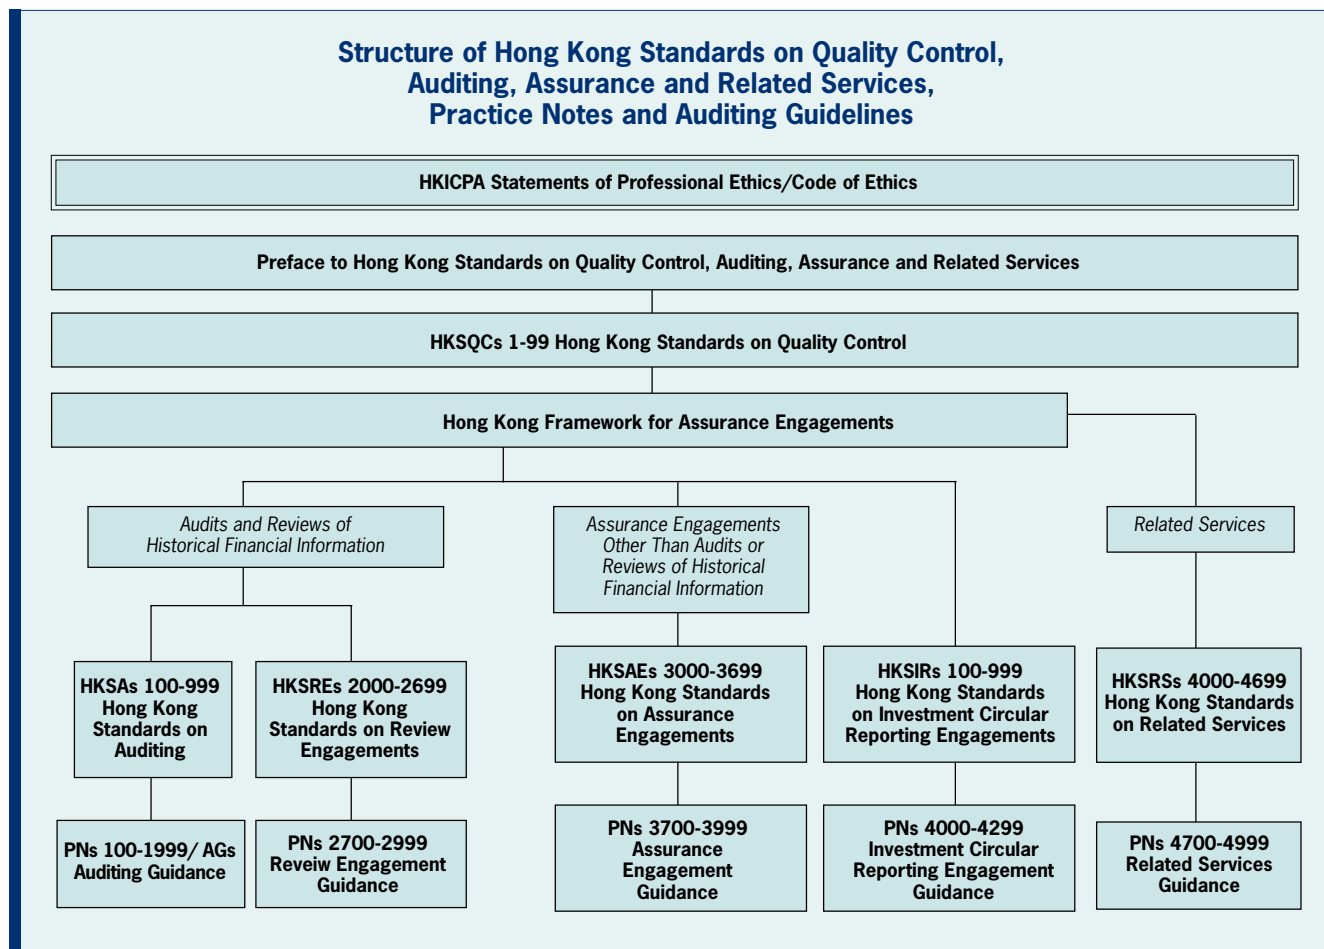 Structure of Hong Kong Standards on Quality Control,
Auditing, Assurance and Related Services,
Practice Notes and Auditing Guidelines
HKICPA Statements of Professional Ethics/Code of Ethics
Preface to Hong Kong Standards on Quality Control, Auditing, Assurance and Related Services
HKSQCs 1-99 Hong Kong Standards on Quality Control
Hong Kong Framework for Assurance Engagements
Audits and Reviews of
Historical Financial Information
Assurance Engagements
Other Than Audits or
Reviews of Historical
Financial Information
Related Services
HKSAs 100-999
Hong Kong
Standards on
Auditing
HKSREs 2000-2699
Hong Kong
Standards on Review
Engagements
HKSAEs 3000-3699
Hong Kong Standards
on Assurance
Engagements
HKSIRs 100-999
Hong Kong Standards
on Investment Circular
Reporting Engagements
HKSRSs 4000-4699
Hong Kong Standards
on Related Services
PNs 100-1999/ AGs
Auditing Guidance
PNs 2700-2999
Reveiw Engagement
Guidance
PNs 3700-3999
Assurance
Engagement
Guidance
PNs 4000-4299
Investment Circular
Reporting Engagement
Guidance
PNs 4700-4999
Related Services
Guidance